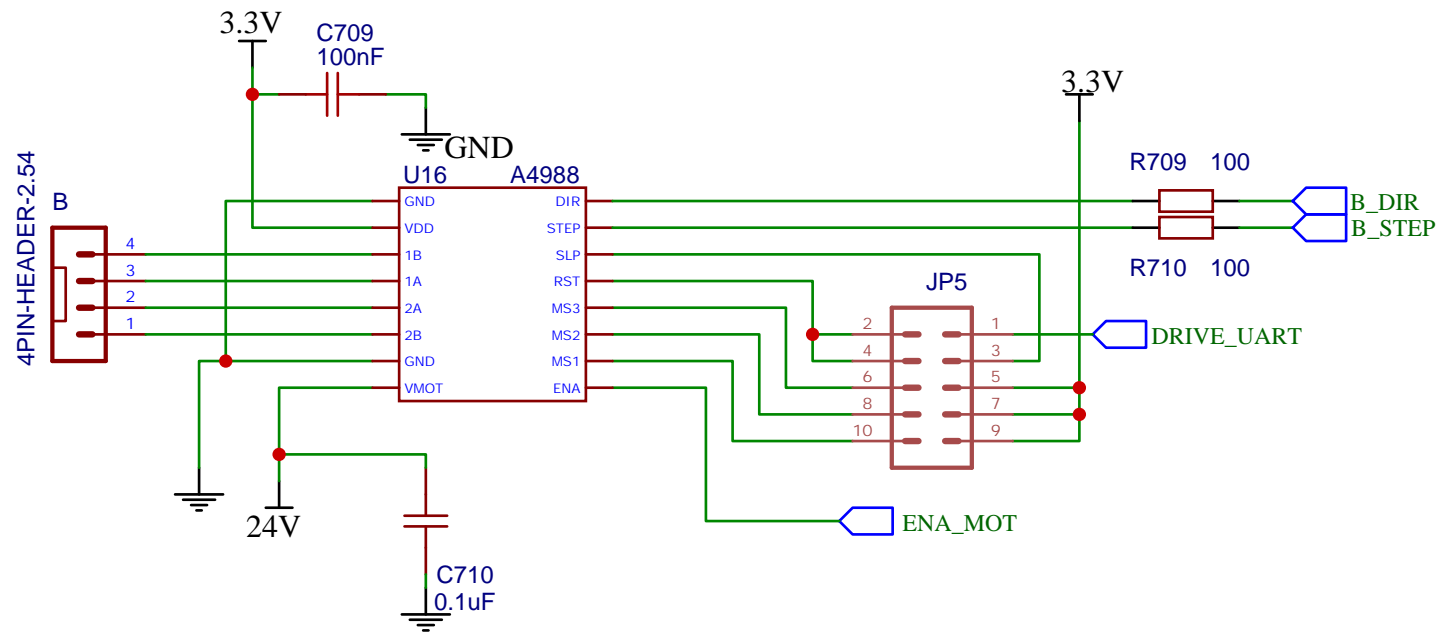 3.3V
C709
100nF
GND
3.3V
R709 100
B_DIR
B_STEP
R710 100
4PIN-HEADER-2.54
B
4
3
2
1
U16 A4988
GND
VDD
1B
1A
2A
2B
GND
VMOT
DIR
STEP
SLP
RST
MS3
MS2
MS1
ENA
JP5
2 1
4 3
6 5
8 7
10 9
DRIVE_UART
ENA_MOT
24V
C710
0.1uF